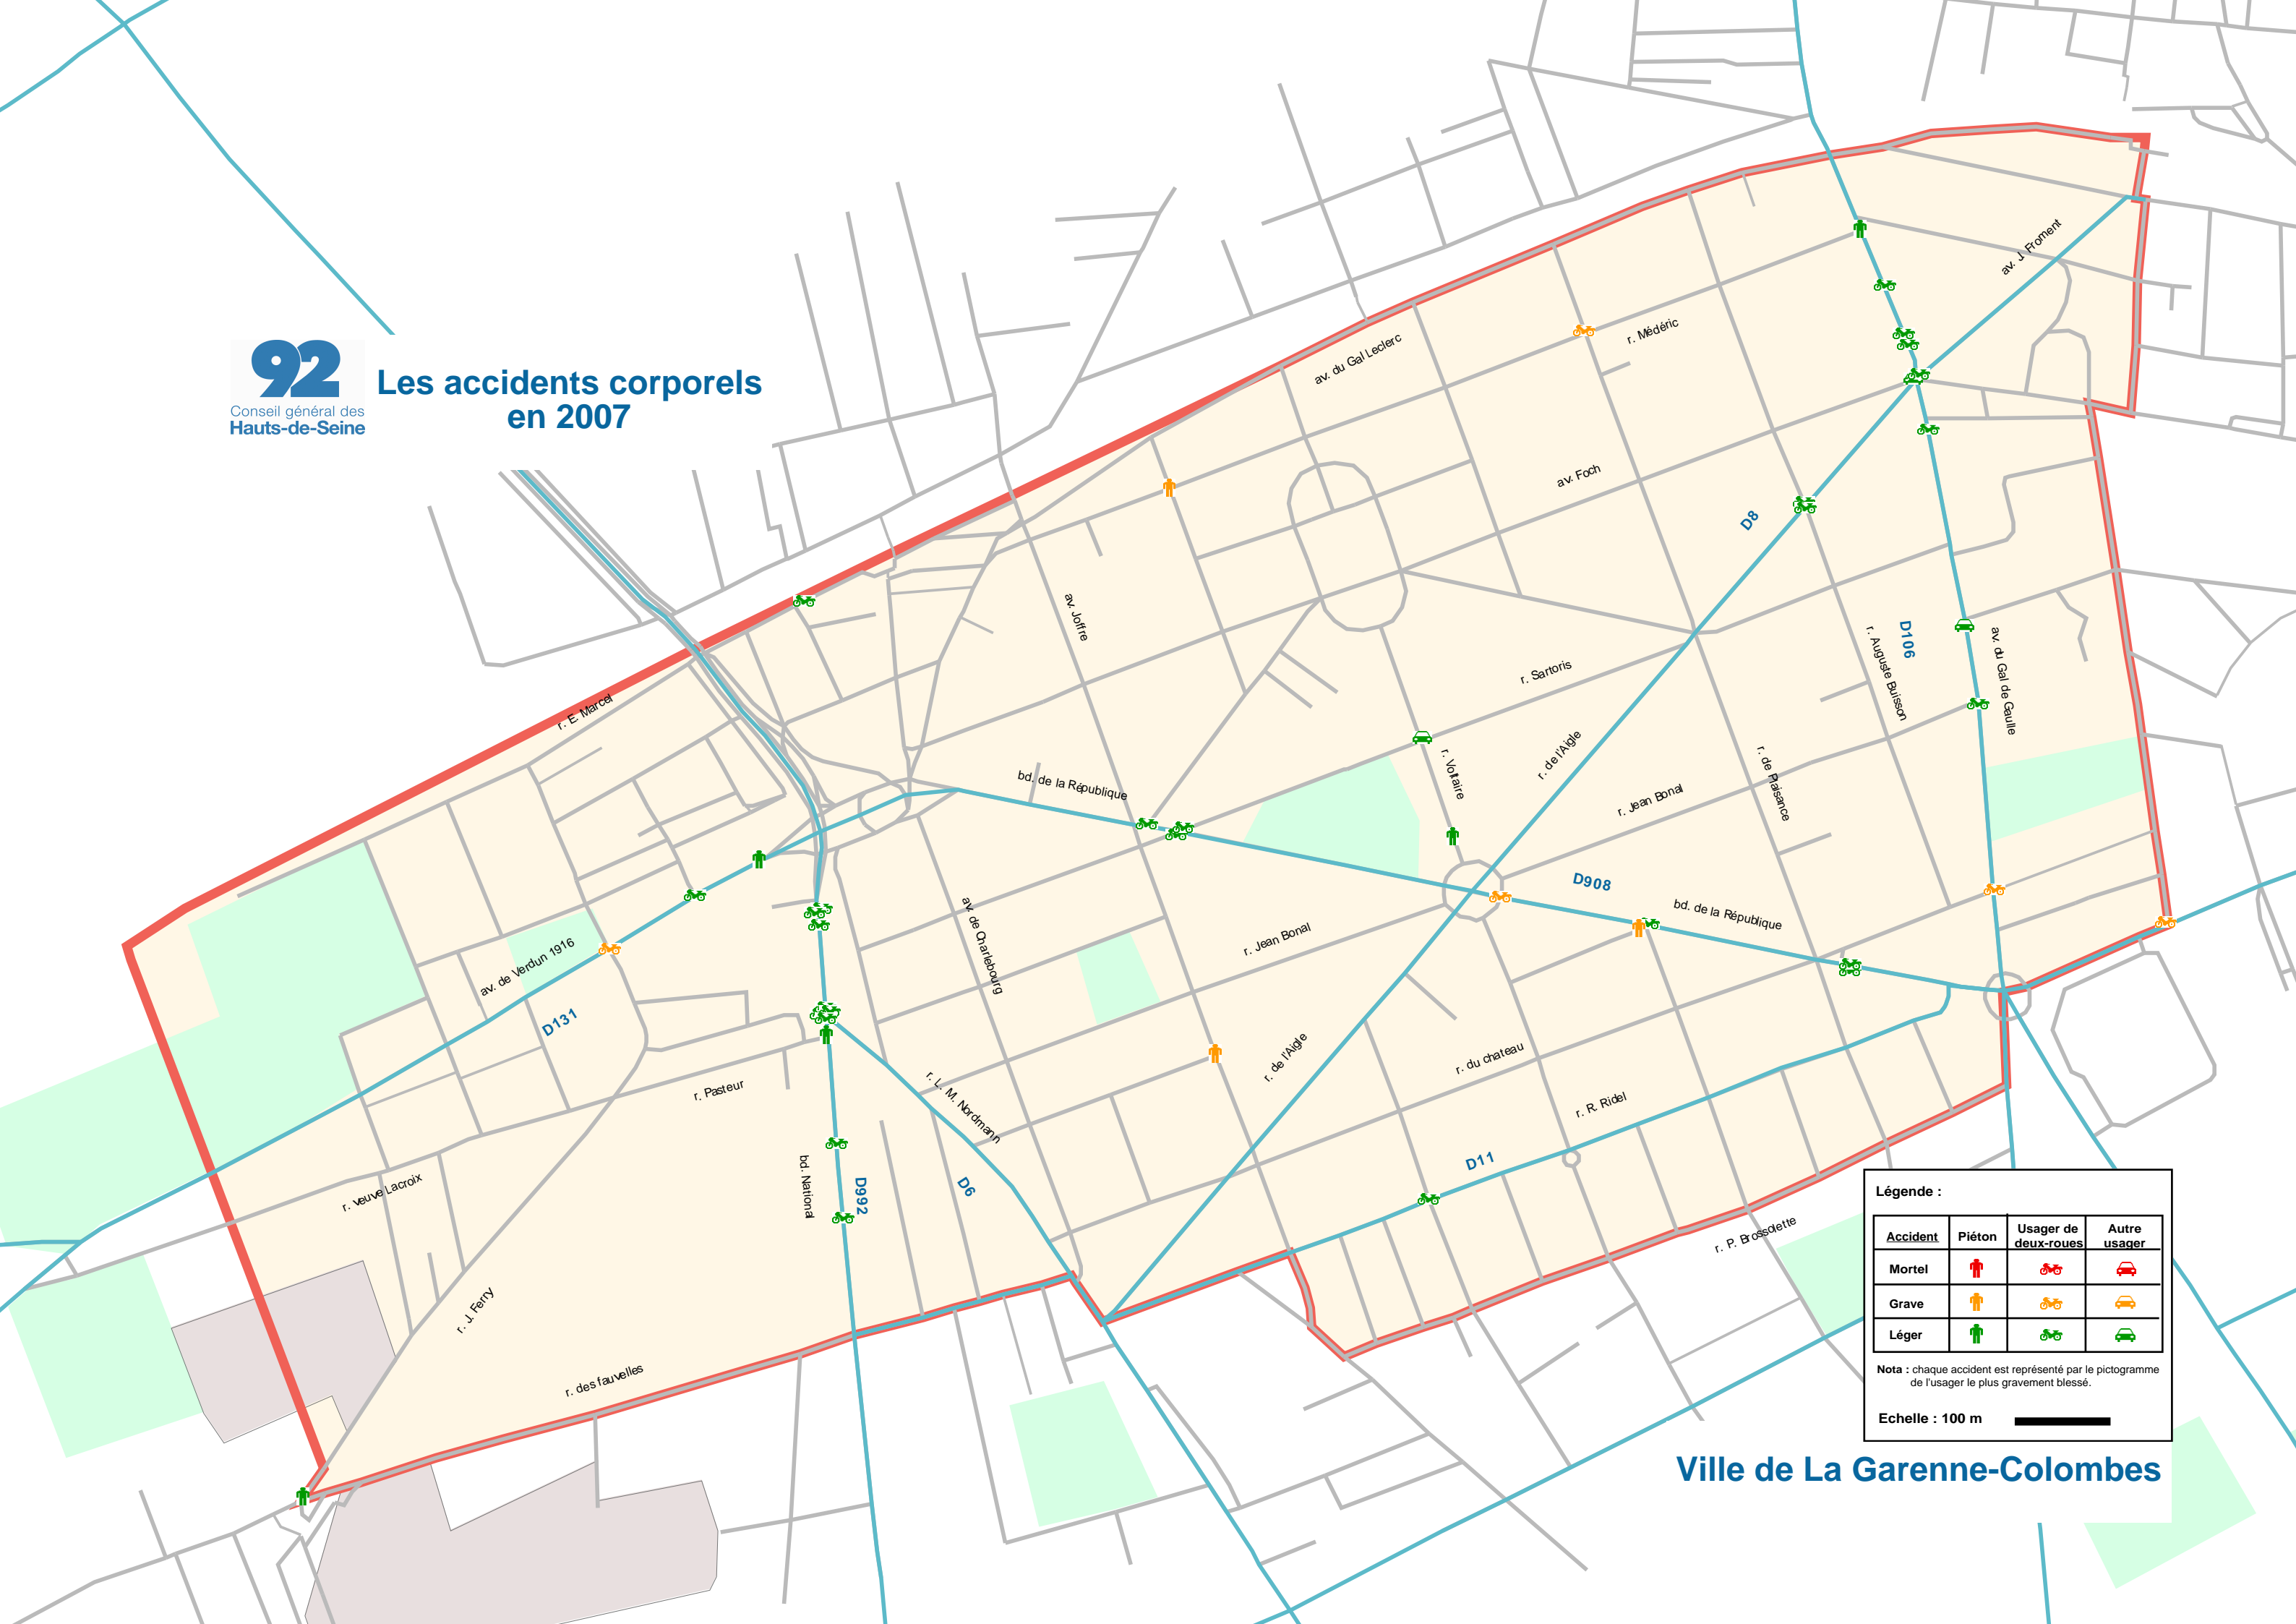 92
Conseil général des
Hauts-de-Seine
Les accidents corporels
en 2007
av. J. Froment
r. Médéric
av. du Gal Leclerc
av. Foch
D8
av. Joffre
D106
r. Auguste Buisson
av. du Gal de Gaulle
r. Sartoris
r. E. Marcel
r. de l'Aigle
r. Voltaire
r. de Plaisance
bd. de la République
r. Jean Bonal
D908
bd. de la République
av. de Charlebourg
r. Jean Bonal
av. de Verdun 1916
D131
r. de l'Aigle
r. du chateau
r. Pasteur
r. L. M. Nordmann
r. R. Ridel
D11
bd. National
D992
D6
r. veuve Lacroix
r. P. Brossolette
r. J. Ferry
r. des fauvelles
Légende :
Accident Piéton Usager de deux-roues Autre usager
Mortel
Grave
Léger
Nota : chaque accident est représenté par le pictogramme
de l'usager le plus gravement blessé.
Echelle : 100 m
Ville de La Garenne-Colombes